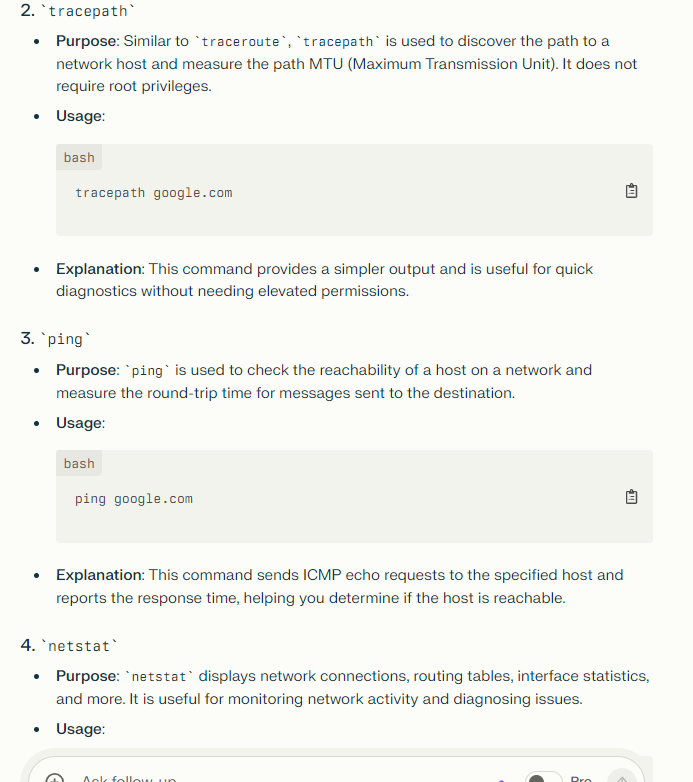 2. `tracepath`
• Purpose: Similar to `traceroute`, `tracepath` is used to discover the path to a
network host and measure the path MTU (Maximum Transmission Unit). It does not
require root privileges.
• Usage:
bash
tracepath google.com
• Explanation: This command provides a simpler output and is useful for quick
diagnostics without needing elevated permissions.
3. `ping`
• Purpose: `ping` is used to check the reachability of a host on a network and
measure the round-trip time for messages sent to the destination.
• Usage:
bash
ping google.com
• Explanation: This command sends ICMP echo requests to the specified host and
reports the response time, helping you determine if the host is reachable.
4. `netstat`
• Purpose: `netstat` displays network connections, routing tables, interface statistics,
and more. It is useful for monitoring network activity and diagnosing issues.
• Usage:
Ask follow-up Pro